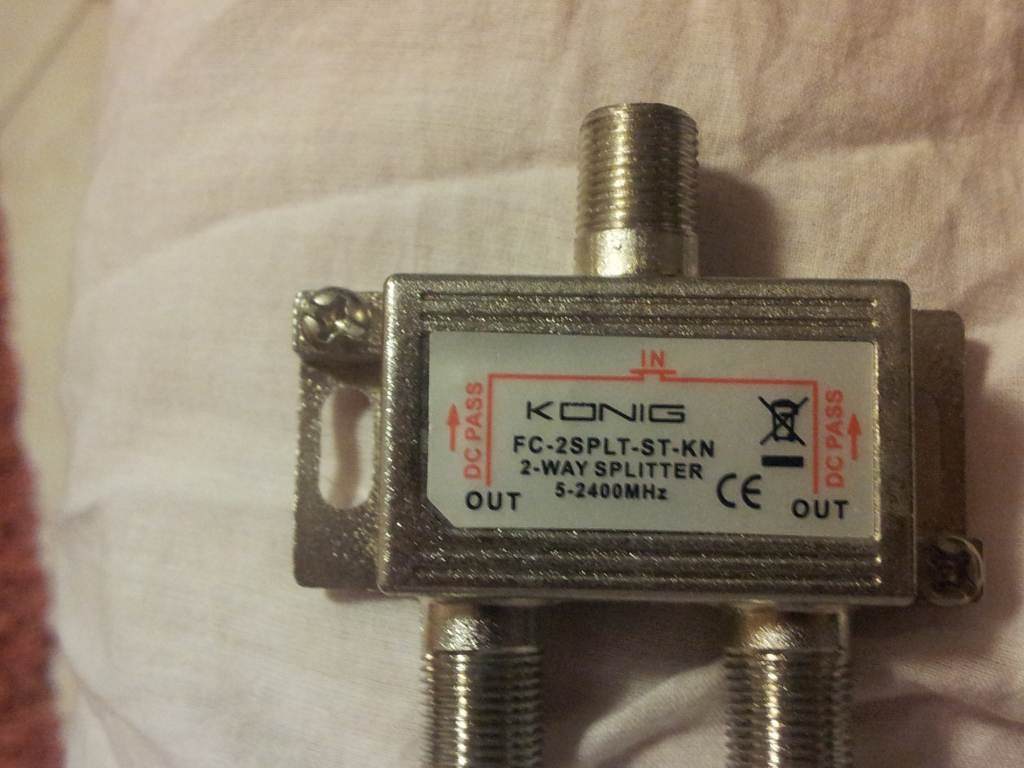 IN
DC PASS
KONIG
DC PASS
FC-2SPLT-ST-KN
2-WAY SPLITTER
5-2400MHz
CE
OUT
OUT